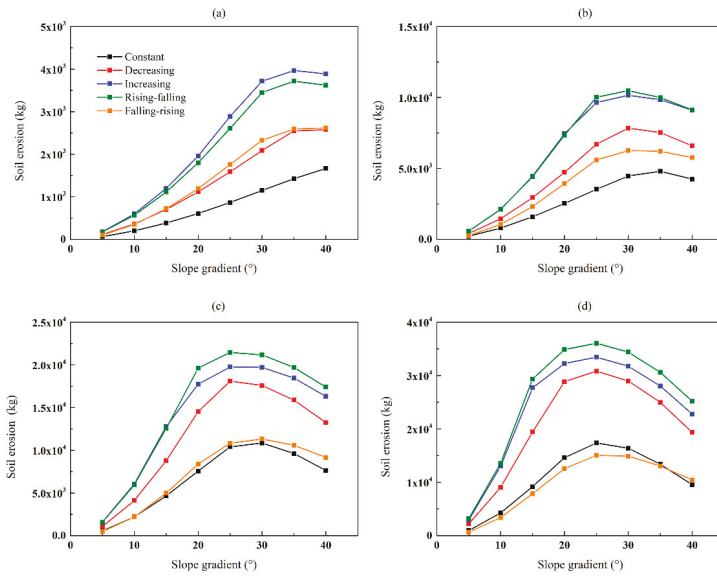 (a)
5x10³
4x10³
3x10³
2x10³
1x10³
0
Soil erosion (kg)
Constant
Decreasing
Increasing
Rising-falling
Falling-rising
0 10 20 30 40
Slope gradient (°)
(b)
1.5x10⁴
1.0x10⁴
5.0x10³
0.0
Soil erosion (kg)
0 10 20 30 40
Slope gradient (°)
(c)
2.5x10⁴
2.0x10⁴
1.5x10⁴
1.0x10⁴
5.0x10³
0.0
Soil erosion (kg)
0 10 20 30 40
Slope gradient (°)
(d)
4x10⁴
3x10⁴
2x10⁴
1x10⁴
0
Soil erosion (kg)
0 10 20 30 40
Slope gradient (°)